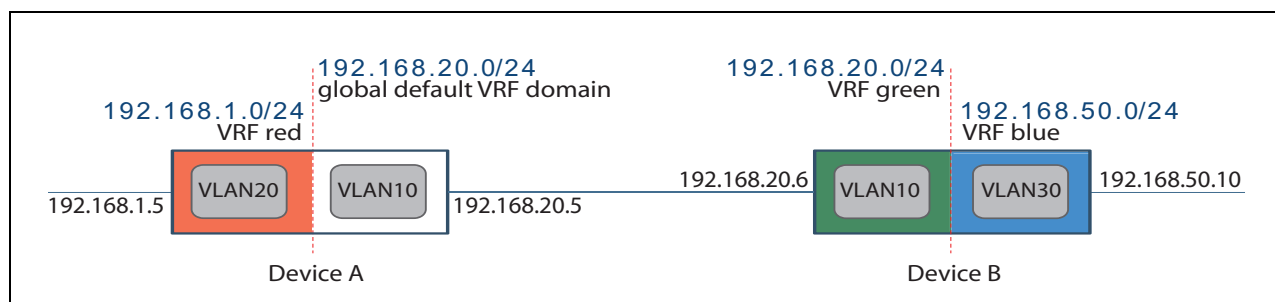 192.168.20.0/24
global default VRF domain
192.168.1.0/24
VRF red
192.168.20.0/24
VRF green
192.168.50.0/24
VRF blue
VLAN20
VLAN10
192.168.1.5
192.168.20.5
192.168.20.6
VLAN10
VLAN30
192.168.50.10
Device A
Device B